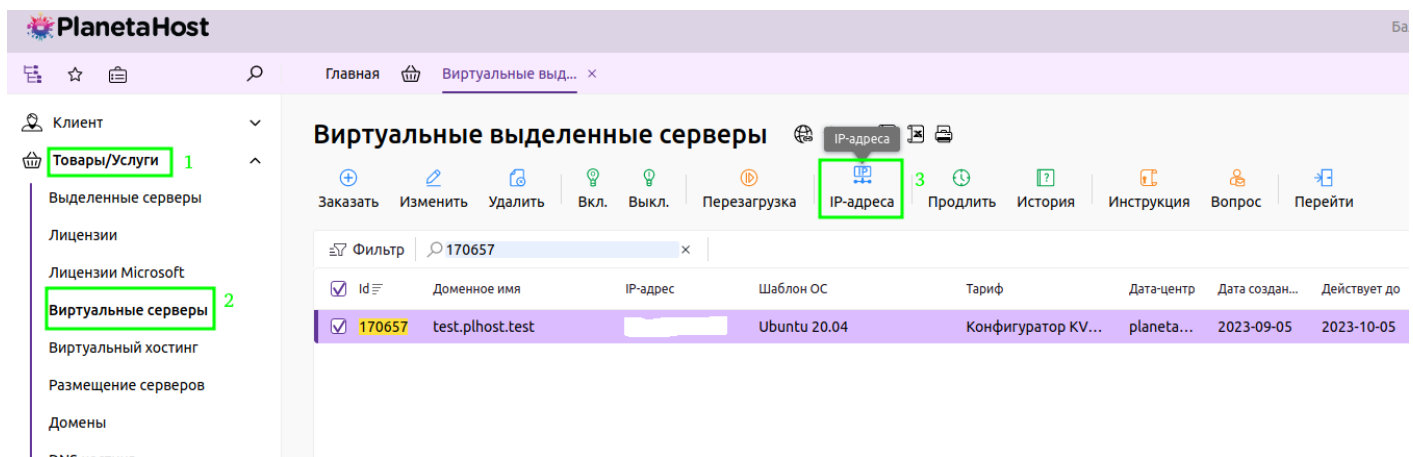 PlanetaHost
Ба
Главная Виртуальные выд... ×
Клиент
Товары/Услуги 1
Выделенные серверы
Лицензии
Лицензии Microsoft
Виртуальные серверы 2
Виртуальный хостинг
Размещение серверов
Домены
Виртуальные выделенные серверы
IP-адреса
Заказать Изменить Удалить Вкл. Выкл. Перезагрузка IP-адреса 3 Продлить История Инструкция Вопрос Перейти
Фильтр 170657 ×
Id Доменное имя IP-адрес Шаблон ОС Тариф Дата-центр Дата создан... Действует до
170657 test.plhost.test Ubuntu 20.04 Конфигуратор KV... planeta... 2023-09-05 2023-10-05